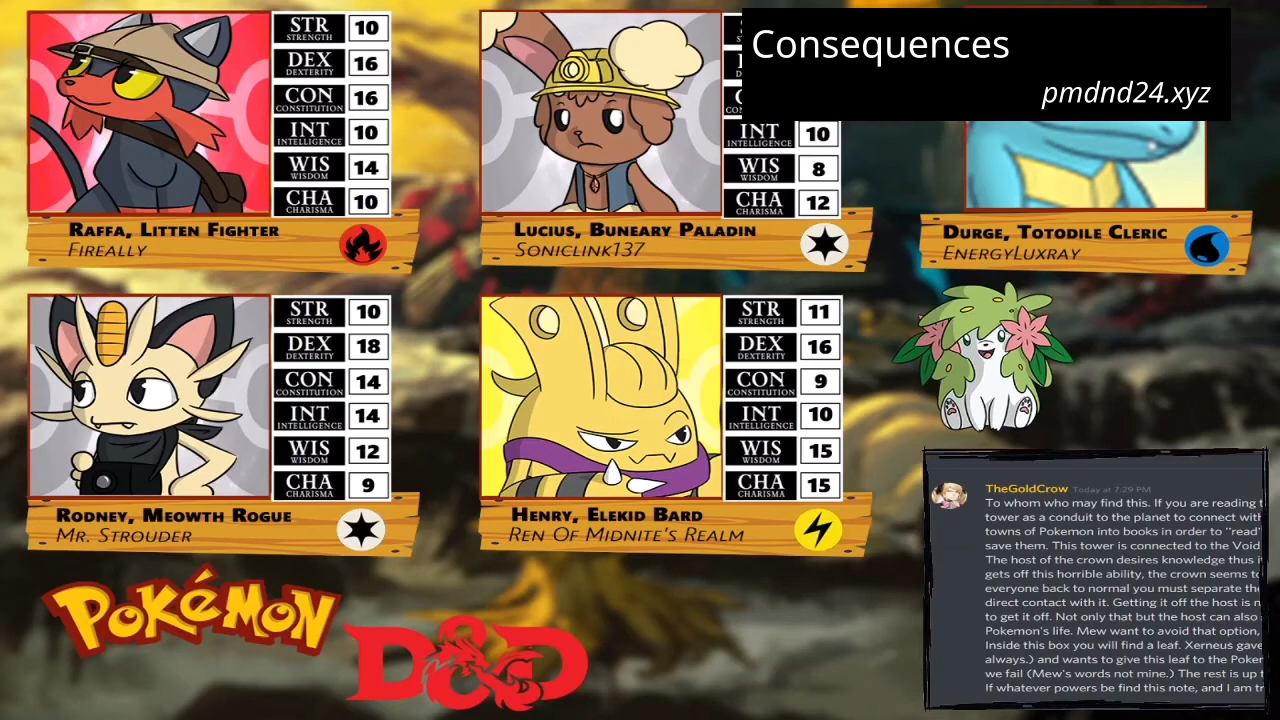 STR
STRENGTH
10
DEX
DEXTERITY
16
CON
CONSTITUTION
16
INT
INTELLIGENCE
10
WIS
WISDOM
14
CHA
CHARISMA
10
Raffa, Litten Fighter
Fireally
INT
INTELLIGENCE
10
WIS
WISDOM
8
CHA
CHARISMA
12
Lucius, Buneary Paladin
Soniclink137
Consequences
pmdnd24.xyz
Durge, Totodile Cleric
EnergyLuxray
STR
STRENGTH
10
DEX
DEXTERITY
18
CON
CONSTITUTION
14
INT
INTELLIGENCE
14
WIS
WISDOM
12
CHA
CHARISMA
9
Rodney, Meowth Rogue
Mr. Strouder
STR
STRENGTH
11
DEX
DEXTERITY
16
CON
CONSTITUTION
9
INT
INTELLIGENCE
10
WIS
WISDOM
15
CHA
CHARISMA
15
Henry, Elekid Bard
Ren Of Midnite's Realm
POKéMON
D&D
TheGoldCrow Today at 7:29 PM
To whom who may find this. If you are reading
tower as a conduit to the planet to connect with
towns of Pokemon into books in order to "read"
save them. This tower is connected to the Void
The host of the crown desires knowledge thus
gets off this horrible ability, the crown seems to
everyone back to normal you must separate the
direct contact with it. Getting it off the host is
to get it off. Not only that but the host can also
Pokemon's life. Mew want to avoid that option,
Inside this box you will find a leaf. Xerneus gave
always.) and wants to give this leaf to the
we fail (Mew's words not mine.) The rest is up
If whatever powers be find this note, and I am